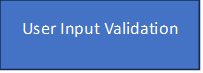 User Input Validation